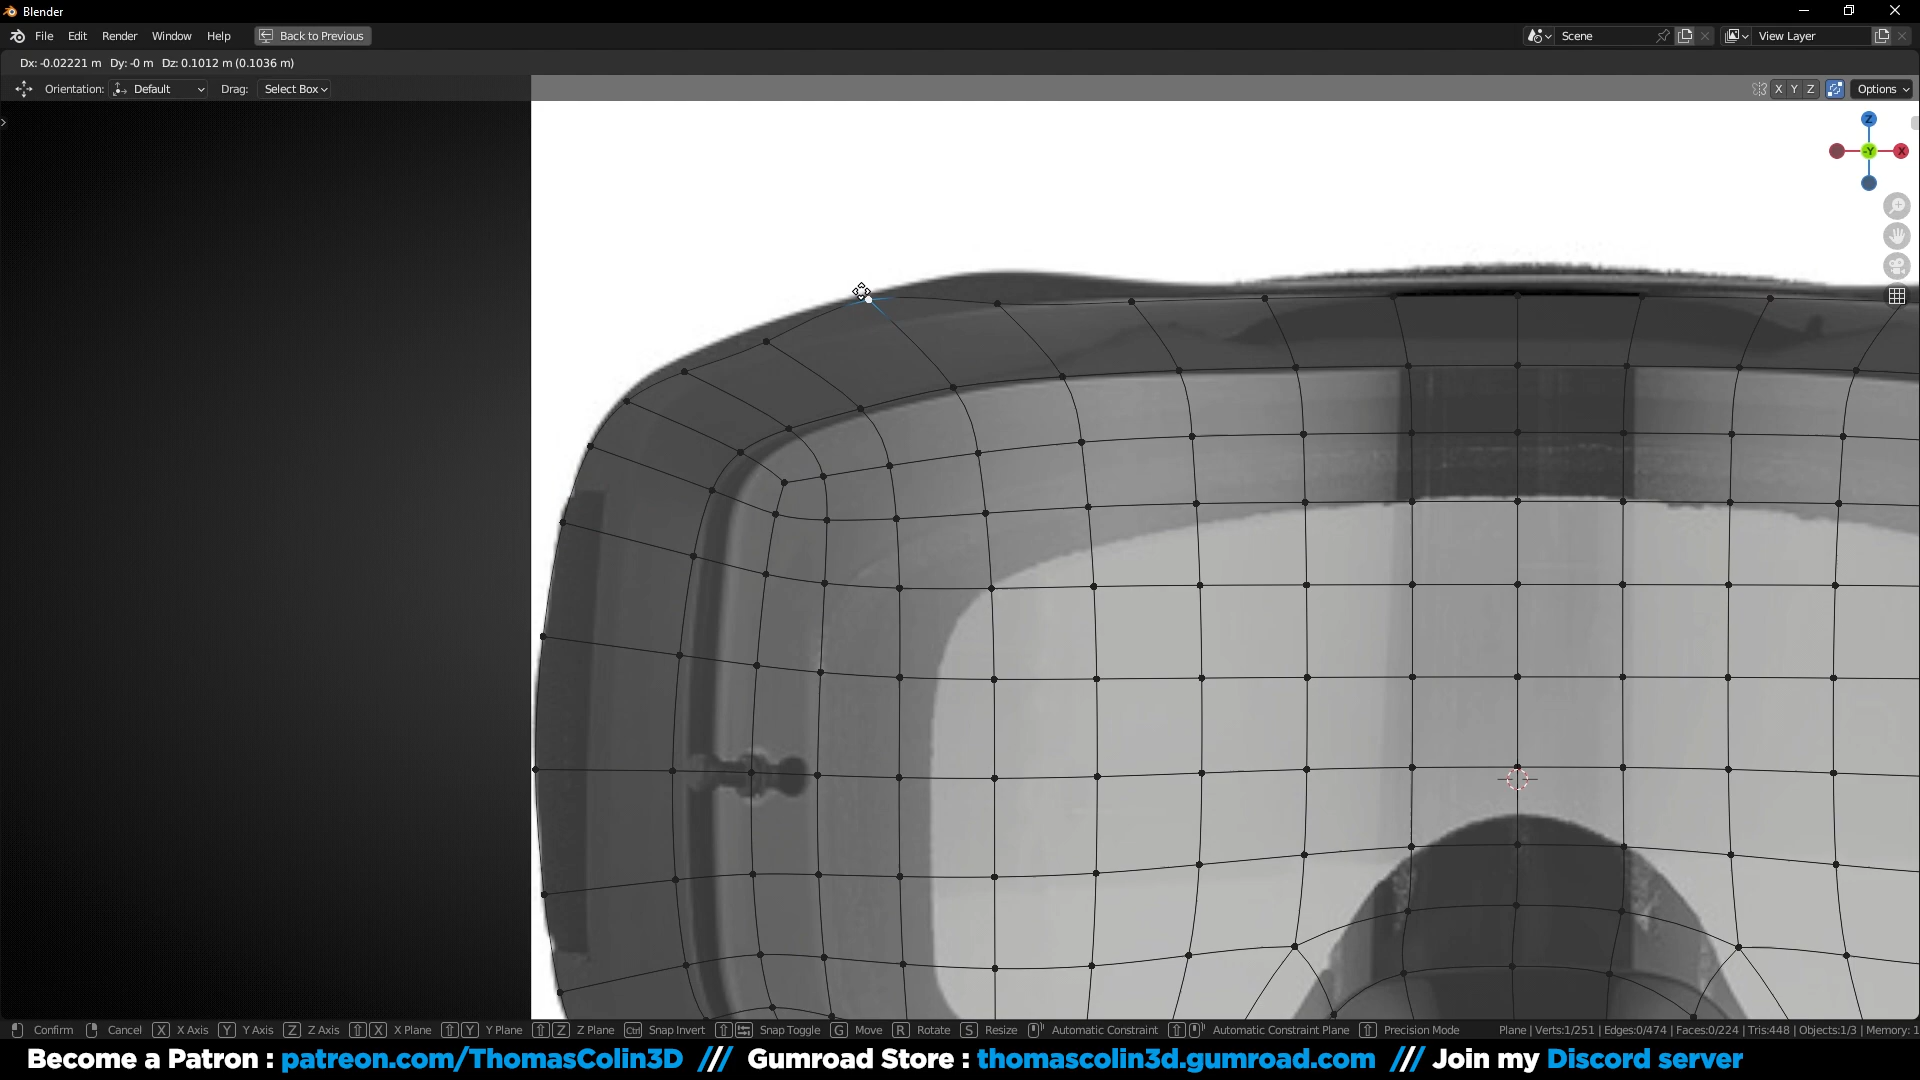 Blender
File Edit Render Window Help Back to Previous Scene View Layer
Dx: -0.02221 m Dy: -0 m Dz: 0.1012 m (0.1036 m)
Orientation: Default Drag: Select Box X Y Z Options
Z
-Y X
Confirm Cancel X X Axis Y Y Axis Z Z Axis X X Plane Y Y Plane Z Z Plane Ctrl Snap Invert Snap Toggle G Move R Rotate S Resize Automatic Constraint Automatic Constraint Plane Precision Mode Plane | Verts:1/251 | Edges:0/474 | Faces:0/224 | Tris:448 | Objects:1/3 | Memory: 1
Become a Patron : patreon.com/ThomasColin3D /// Gumroad Store : thomascolin3d.gumroad.com /// Join my Discord server